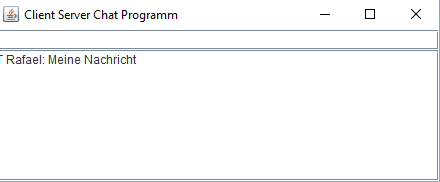 Client Server Chat Programm
T Rafael: Meine Nachricht